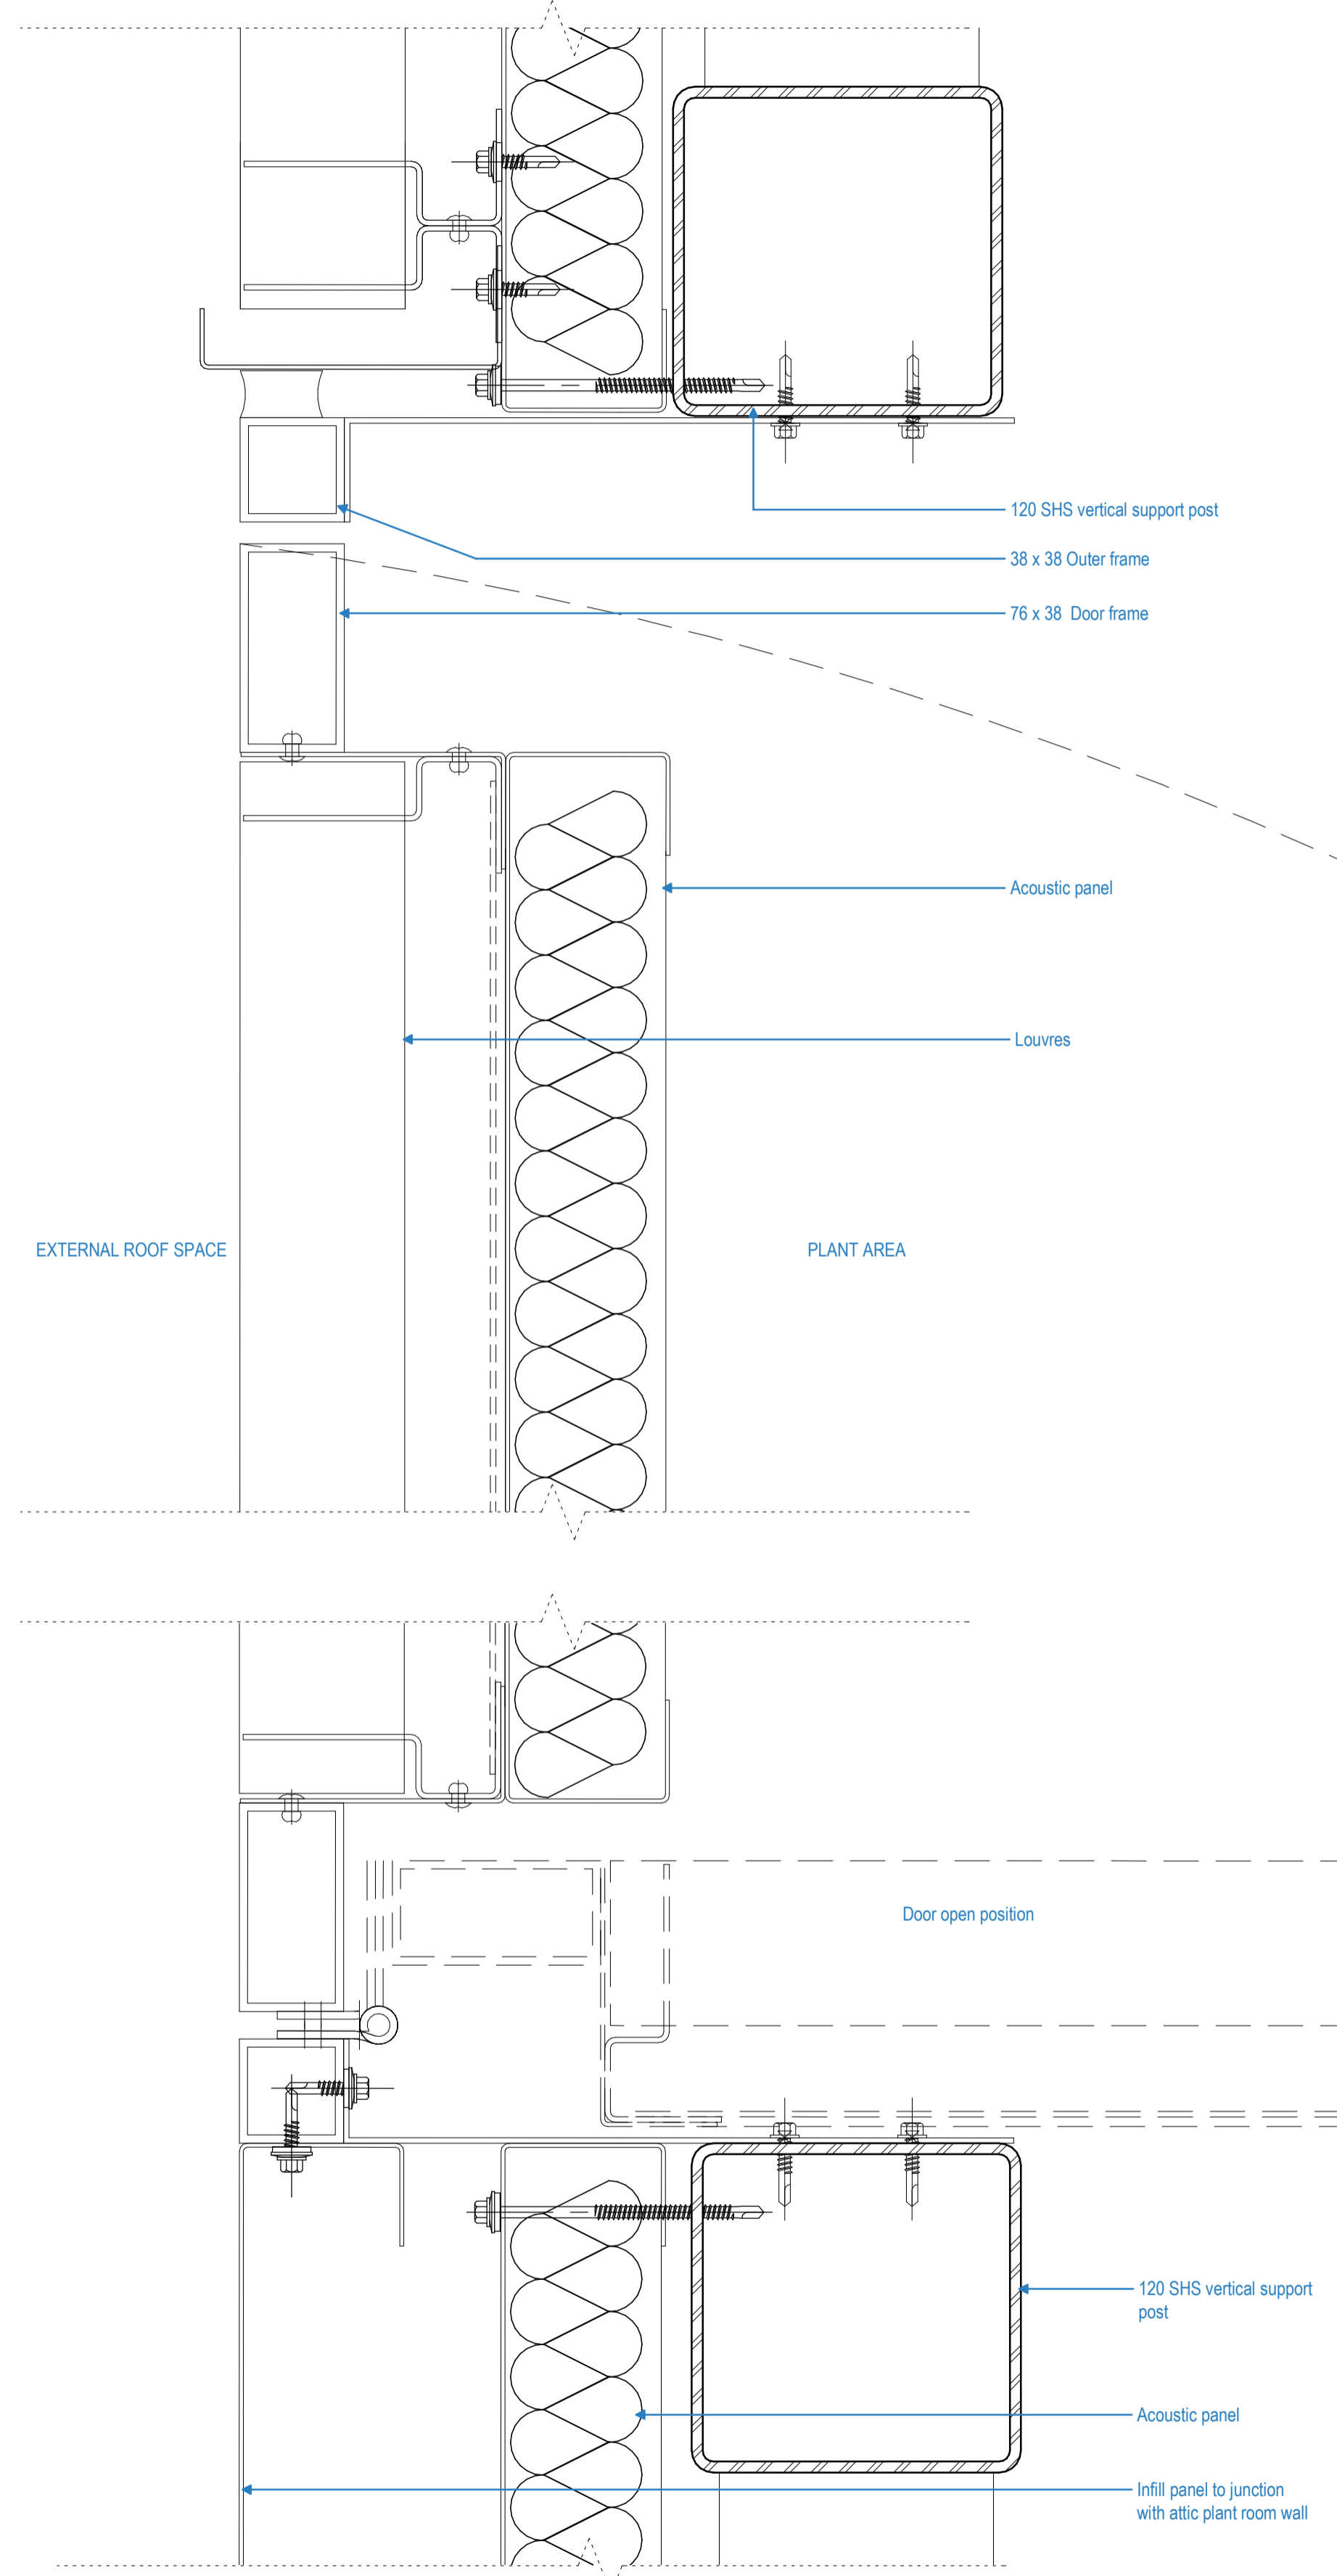 120 SHS vertical support post
38 x 38 Outer frame
76 x 38 Door frame
Acoustic panel
Louvres
EXTERNAL ROOF SPACE
PLANT AREA
Door open position
120 SHS vertical support
post
Acoustic panel
Infill panel to junction
with attic plant room wall